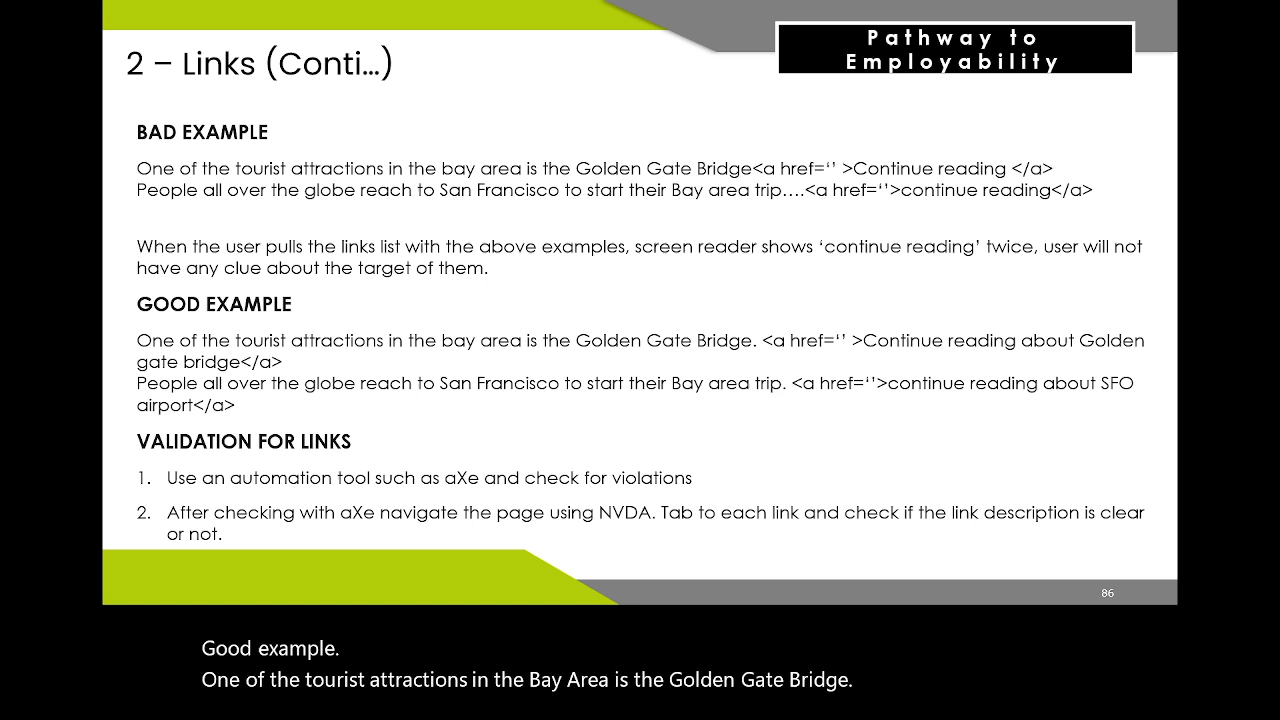 Pathway to
Employability
2 – Links (Conti…)
BAD EXAMPLE
One of the tourist attractions in the bay area is the Golden Gate Bridge<a href=‘’ >Continue reading </a>
People all over the globe reach to San Francisco to start their Bay area trip….<a href=‘’>continue reading</a>
When the user pulls the links list with the above examples, screen reader shows ‘continue reading’ twice, user will not
have any clue about the target of them.
GOOD EXAMPLE
One of the tourist attractions in the bay area is the Golden Gate Bridge. <a href=‘’ >Continue reading about Golden
gate bridge</a>
People all over the globe reach to San Francisco to start their Bay area trip. <a href=‘’>continue reading about SFO
airport</a>
VALIDATION FOR LINKS
1. Use an automation tool such as aXe and check for violations
2. After checking with aXe navigate the page using NVDA. Tab to each link and check if the link description is clear
or not.
86
Good example.
One of the tourist attractions in the Bay Area is the Golden Gate Bridge.